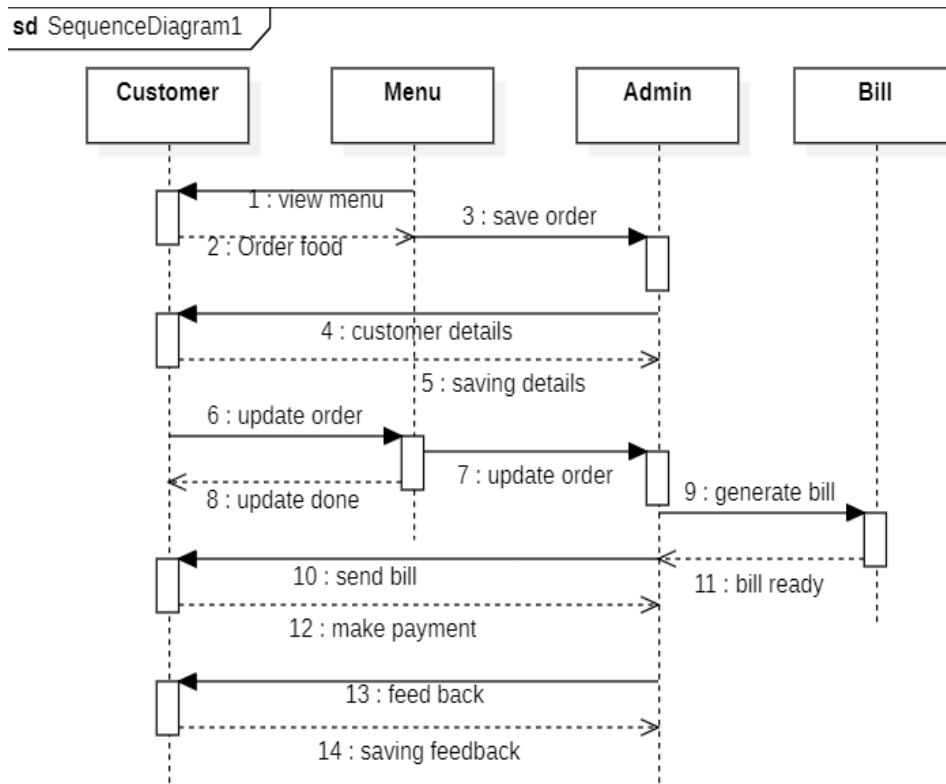 sd SequenceDiagram1
Customer
Menu
Admin
Bill
1 : view menu
2 : Order food
3 : save order
4 : customer details
5 : saving details
6 : update order
7 : update order
8 : update done
9 : generate bill
10 : send bill
11 : bill ready
12 : make payment
13 : feed back
14 : saving feedback